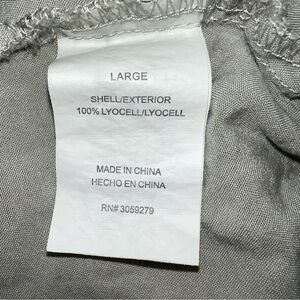 LARGE
SHELL/EXTERIOR
100% LYOCELL/LYOCELL
MADE IN CHINA
HECHO EN CHINA
RN# 3059279